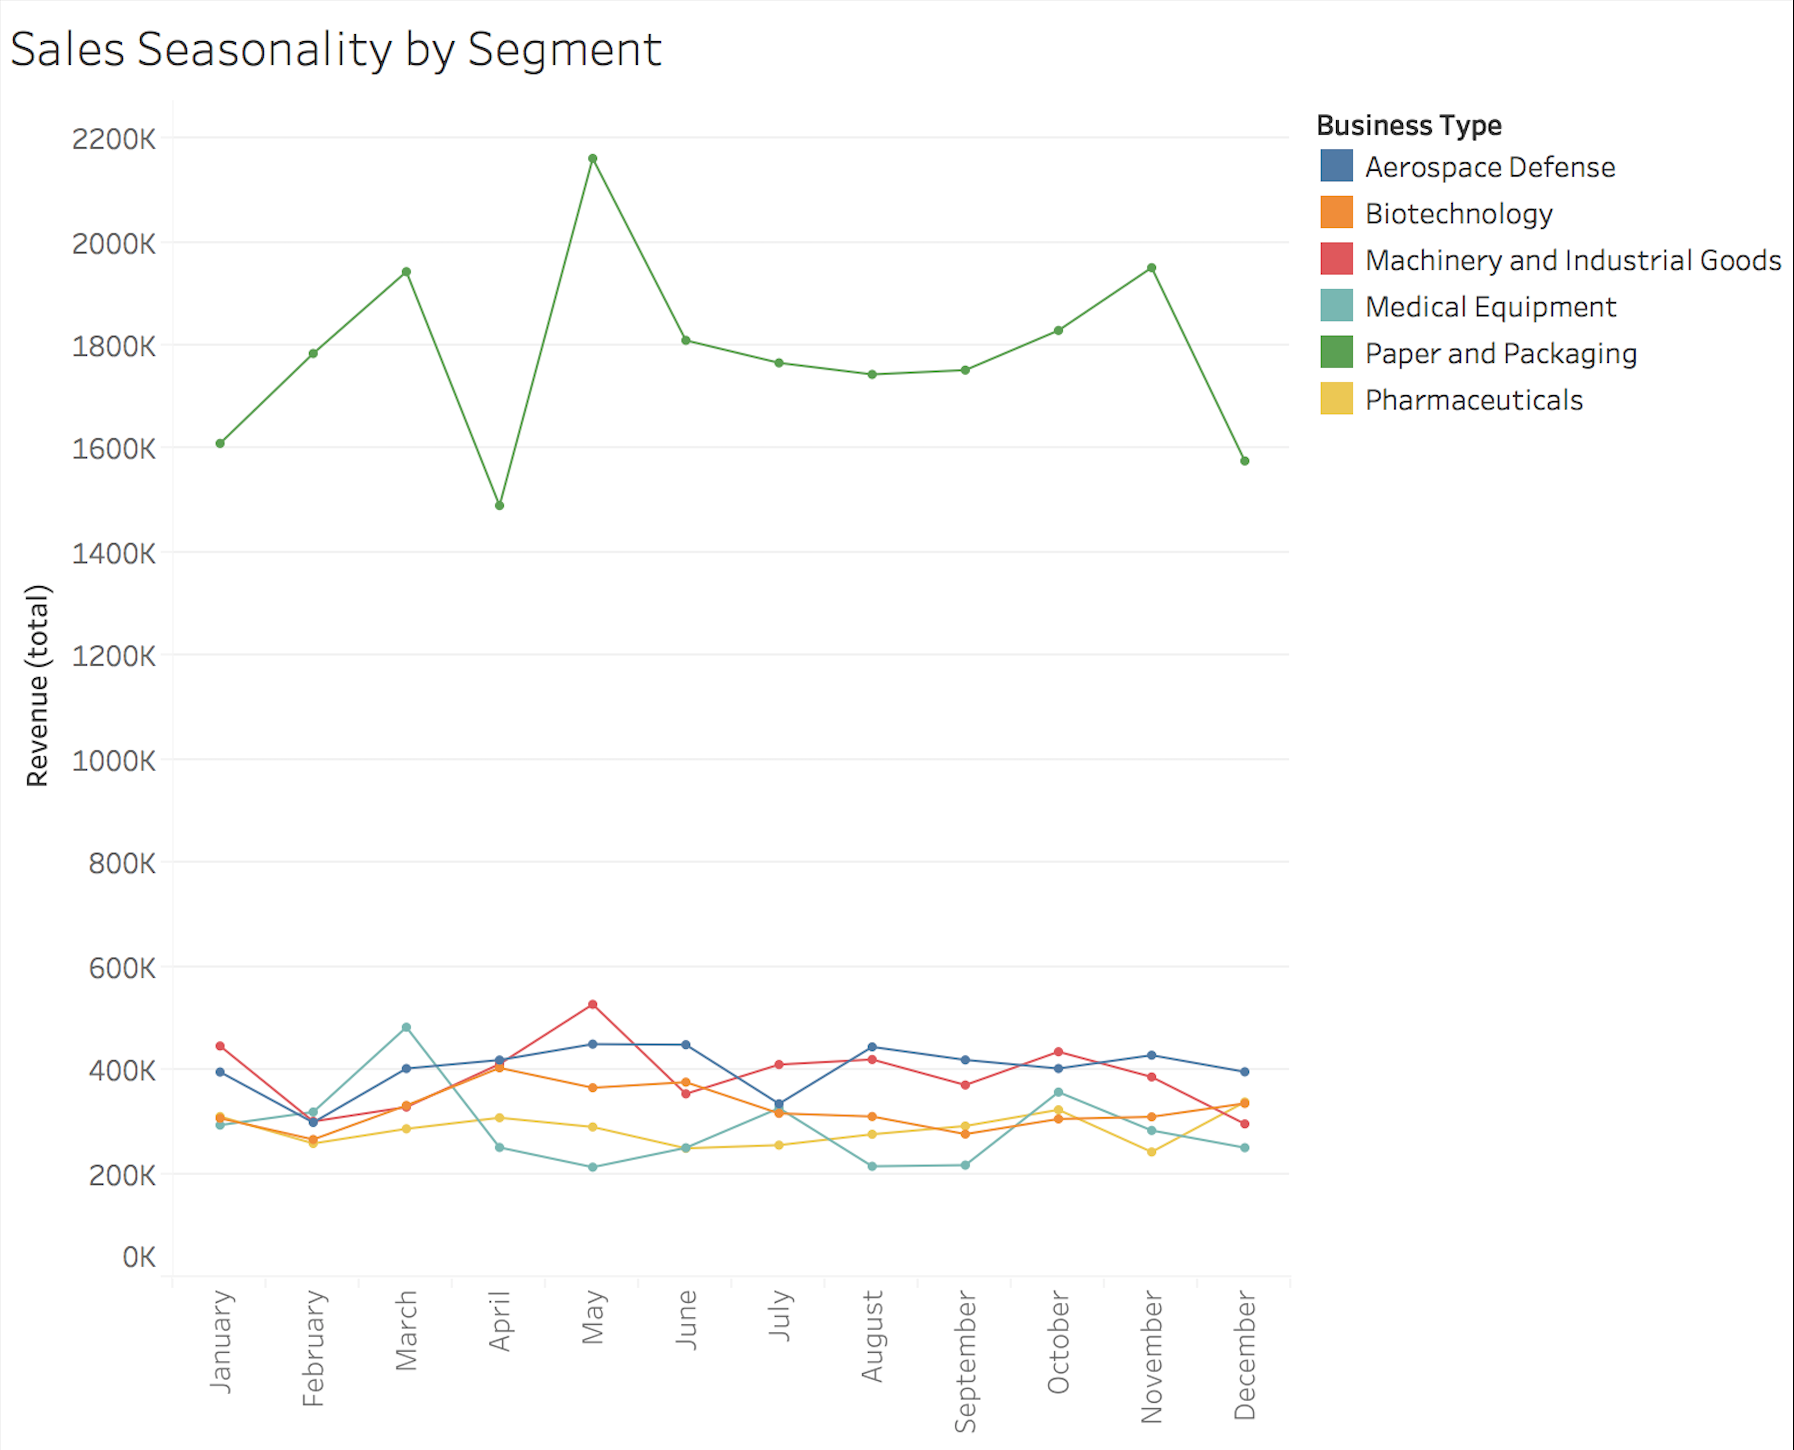 Sales Seasonality by Segment
Revenue (total)
2200K
2000K
1800K
1600K
1400K
1200K
1000K
800K
600K
400K
200K
0K
January
February
March
April
May
June
July
August
September
October
November
December
Business Type
Aerospace Defense
Biotechnology
Machinery and Industrial Goods
Medical Equipment
Paper and Packaging
Pharmaceuticals